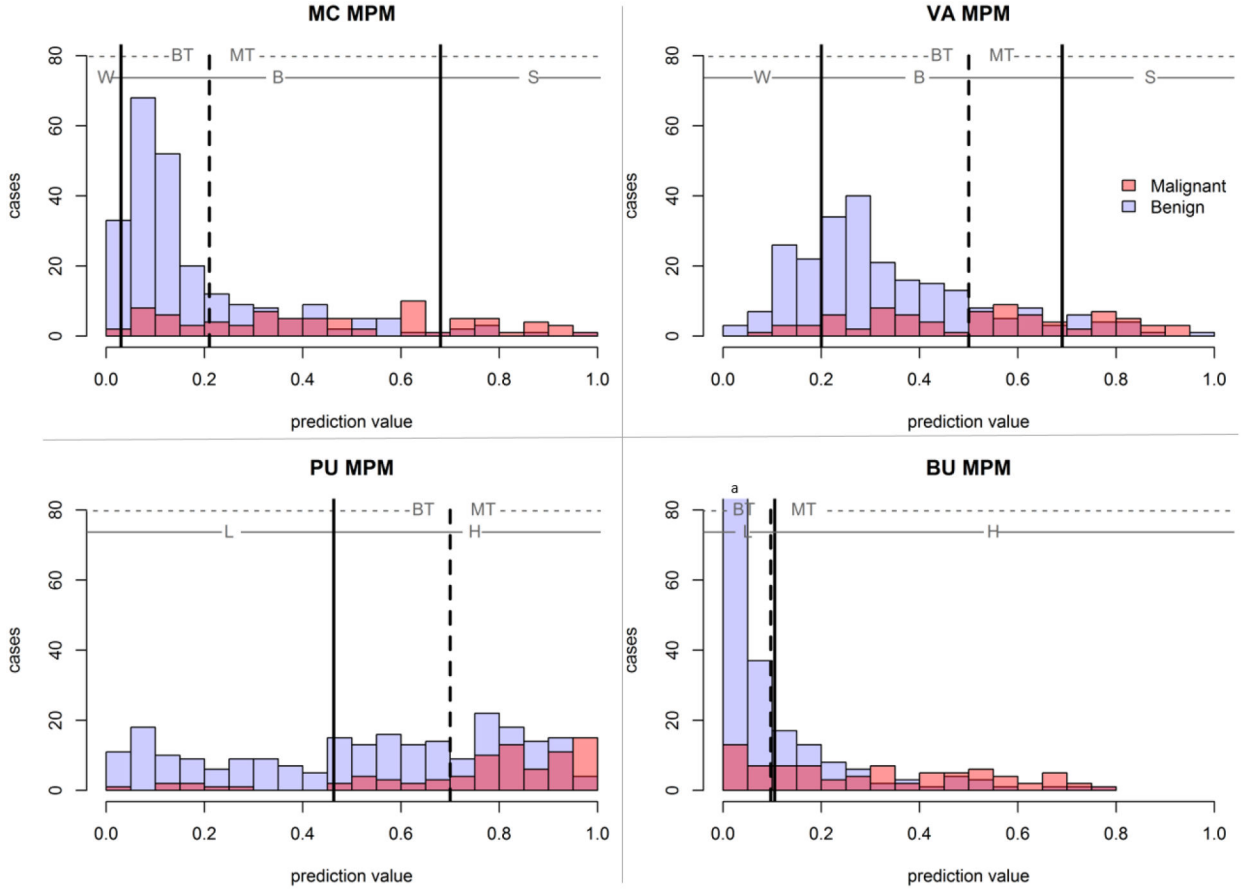 MC MPM
80
60
40
20
0
cases
BT
MT
W
B
S
0.0 0.2 0.4 0.6 0.8 1.0
prediction value
VA MPM
80
60
40
20
0
cases
BT
MT
W
B
S
Malignant
Benign
0.0 0.2 0.4 0.6 0.8 1.0
prediction value
PU MPM
80
60
40
20
0
cases
BT
MT
L
H
0.0 0.2 0.4 0.6 0.8 1.0
prediction value
BU MPM
a
80
60
40
20
0
cases
BT
MT
L
H
0.0 0.2 0.4 0.6 0.8 1.0
prediction value